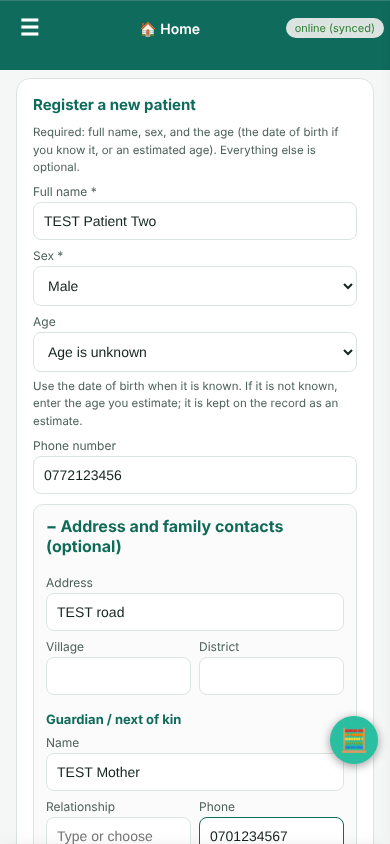 ☰
🏠 Home
online (synced)
Register a new patient
Required: full name, sex, and the age (the date of birth if
you know it, or an estimated age). Everything else is
optional.
Full name *
TEST Patient Two
Sex *
Male
Age
Age is unknown
Use the date of birth when it is known. If it is not known,
enter the age you estimate; it is kept on the record as an
estimate.
Phone number
0772123456
− Address and family contacts
(optional)
Address
TEST road
Village District
Guardian / next of kin
Name
TEST Mother
Relationship Phone
Type or choose 0701234567